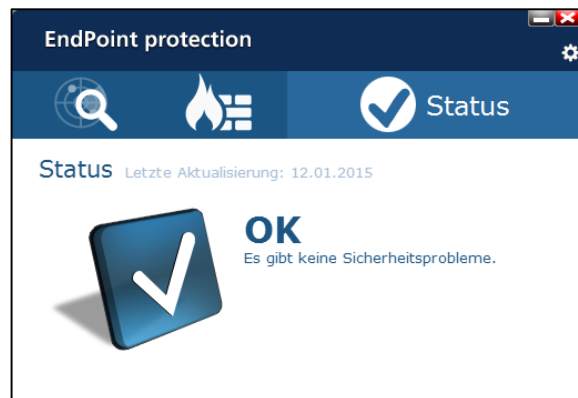 EndPoint protection
Status
Status Letzte Aktualisierung: 12.01.2015
OK
Es gibt keine Sicherheitsprobleme.